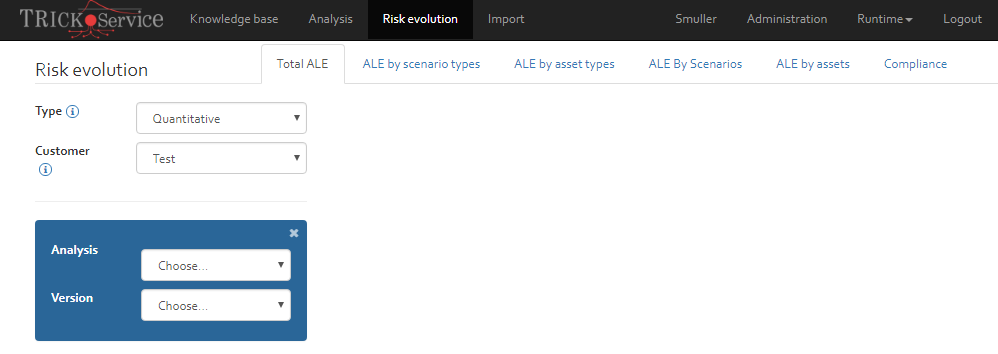 TRICK Service Knowledge base Analysis Risk evolution Import Smuller Administration Runtime Logout
Risk evolution Total ALE ALE by scenario types ALE by asset types ALE By Scenarios ALE by assets Compliance
Type Quantitative
Customer Test
Analysis Choose...
Version Choose...